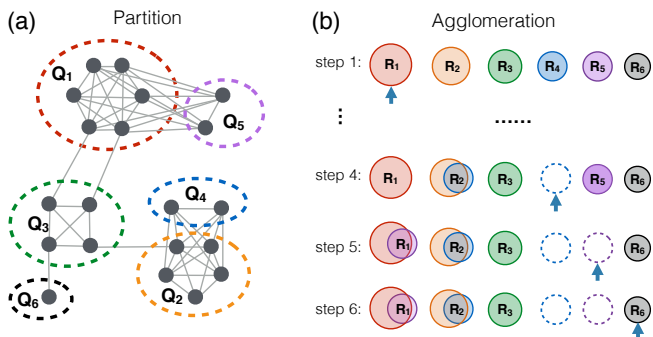 (a) Partition
Q1
Q5
Q4
Q3
Q2
Q6
(b) Agglomeration
step 1: R1 R2 R3 R4 R5 R6
⋮ ......
step 4: R1 R2 R3 R5 R6
step 5: R1 R2 R3 R6
step 6: R1 R2 R3 R6